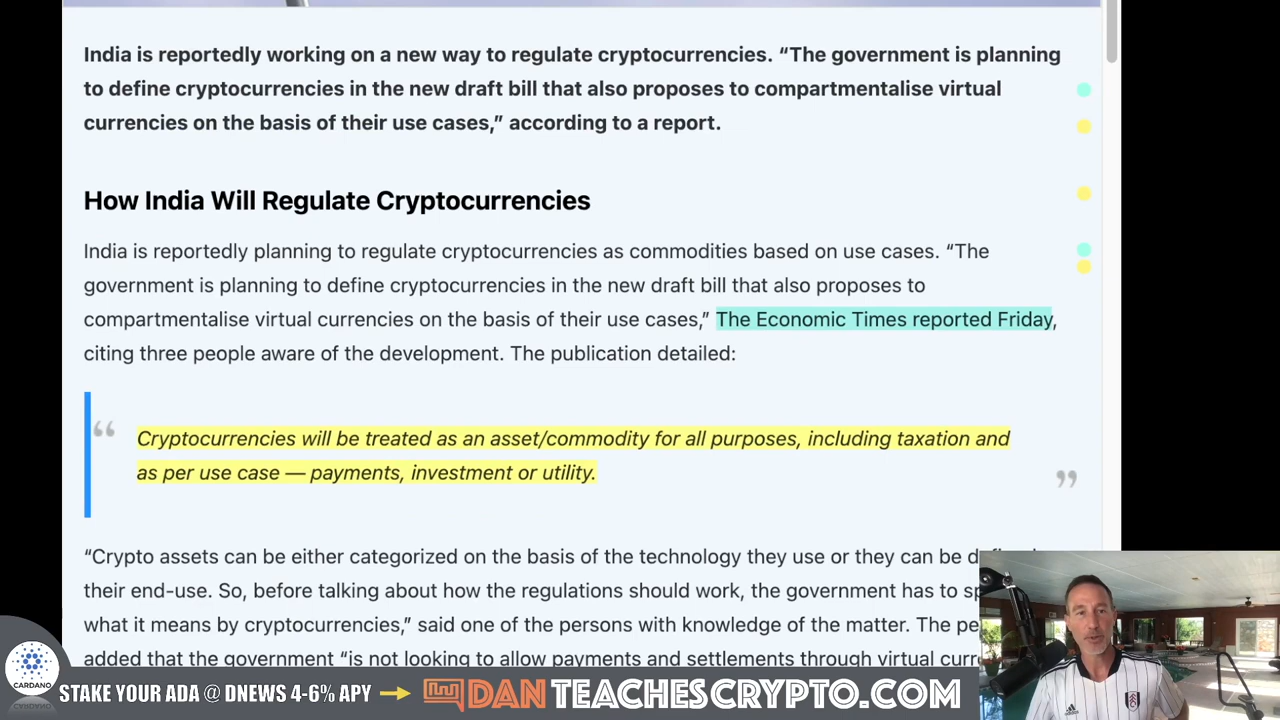 India is reportedly working on a new way to regulate cryptocurrencies. “The government is planning
to define cryptocurrencies in the new draft bill that also proposes to compartmentalise virtual
currencies on the basis of their use cases,” according to a report.
How India Will Regulate Cryptocurrencies
India is reportedly planning to regulate cryptocurrencies as commodities based on use cases. “The
government is planning to define cryptocurrencies in the new draft bill that also proposes to
compartmentalise virtual currencies on the basis of their use cases,” The Economic Times reported Friday,
citing three people aware of the development. The publication detailed:
“ Cryptocurrencies will be treated as an asset/commodity for all purposes, including taxation and
as per use case — payments, investment or utility. ”
“Crypto assets can be either categorized on the basis of the technology they use or they can be
their end-use. So, before talking about how the regulations should work, the government has to
what it means by cryptocurrencies,” said one of the persons with knowledge of the matter. The
added that the government “is not looking to allow payments and settlements through virtual
CARDANO
STAKE YOUR ADA @ DNEWS 4-6% APY
DAN TEACHESCRYPTO.COM